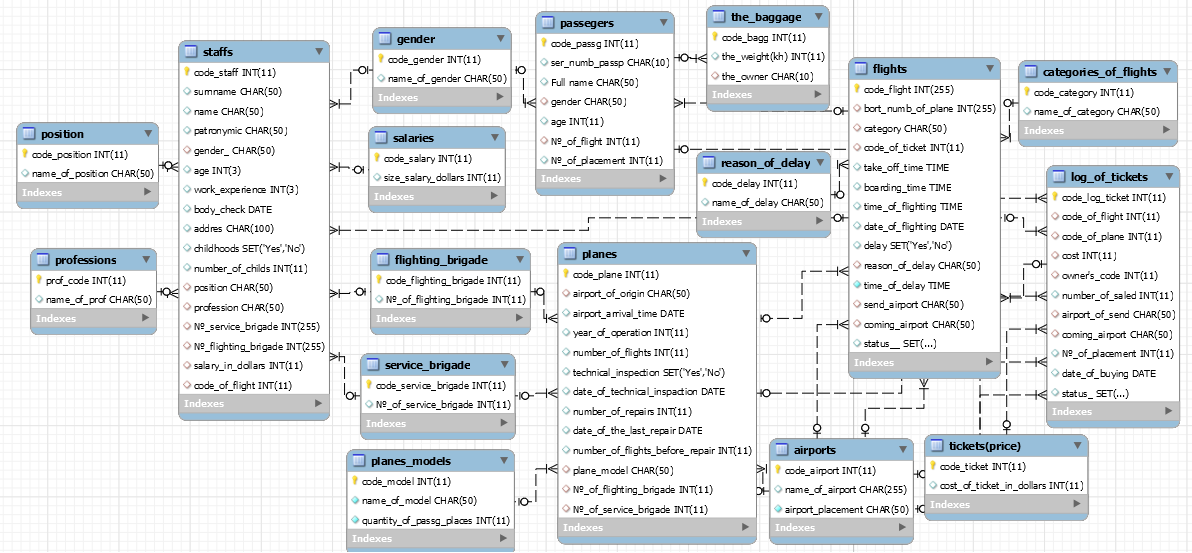 staffs
code_staff INT(11)
surnname CHAR(50)
name CHAR(50)
patronymic CHAR(50)
gender_ CHAR(50)
age INT(3)
work_experience INT(3)
body_check DATE
addres CHAR(100)
childhoods SET('Yes','No')
number_of_childs INT(11)
position CHAR(50)
profession CHAR(50)
Nº_service_brigade INT(255)
Nº_flighting_brigade INT(255)
salary_in_dollars INT(11)
code_of_flight INT(11)
Indexes
position
code_position INT(11)
name_of_position CHAR(50)
Indexes
professions
prof_code INT(11)
name_of_prof CHAR(50)
Indexes
gender
code_gender INT(11)
name_of_gender CHAR(50)
Indexes
salaries
code_salary INT(11)
size_salary_dollars INT(11)
Indexes
flighting_brigade
code_flighting_brigade INT(11)
Nº_of_flighting_brigade INT(11)
Indexes
service_brigade
code_service_brigade INT(11)
Nº_of_service_brigade INT(11)
Indexes
planes_models
code_model INT(11)
name_of_model CHAR(50)
quantity_of_passg_places INT(11)
Indexes
passegers
code_passg INT(11)
ser_numb_passp CHAR(10)
Full name CHAR(50)
gender CHAR(50)
age INT(11)
Nº_of_flight INT(11)
Nº_of_placement INT(11)
Indexes
the_baggage
code_bagg INT(11)
the_weight(kh) INT(11)
the_owner CHAR(10)
Indexes
reason_of_delay
code_delay INT(11)
name_of_delay CHAR(50)
Indexes
planes
code_plane INT(11)
airport_of_origin CHAR(50)
airport_arrival_time DATE
year_of_operation INT(11)
number_of_flights INT(11)
technical_inspection SET('Yes','No')
date_of_technical_inspaction DATE
number_of_repairs INT(11)
date_of_the_last_repair DATE
number_of_flights_before_repair INT(11)
plane_model CHAR(50)
Nº_of_flighting_brigade INT(11)
Nº_of_service_brigade INT(11)
Indexes
flights
code_flight INT(255)
bort_numb_of_plane INT(255)
category CHAR(50)
code_of_ticket INT(11)
take_off_time TIME
boarding_time TIME
time_of_flighting TIME
date_of_flighting DATE
delay SET('Yes','No')
reason_of_delay CHAR(50)
time_of_delay TIME
send_airport CHAR(50)
coming_airport CHAR(50)
status__ SET(...)
Indexes
categories_of_flights
code_category INT(11)
name_of_category CHAR(50)
Indexes
log_of_tickets
code_log_ticket INT(11)
code_of_flight INT(11)
code_of_plane INT(11)
cost INT(11)
owner's_code INT(11)
number_of_saled INT(11)
airport_of_send CHAR(50)
coming_airport CHAR(50)
Nº_of_placement INT(11)
date_of_buying DATE
status_ SET(...)
Indexes
airports
code_airport INT(11)
name_of_airport CHAR(255)
airport_placement CHAR(50)
Indexes
tickets(price)
code_ticket INT(11)
cost_of_ticket_in_dollars INT(11)
Indexes